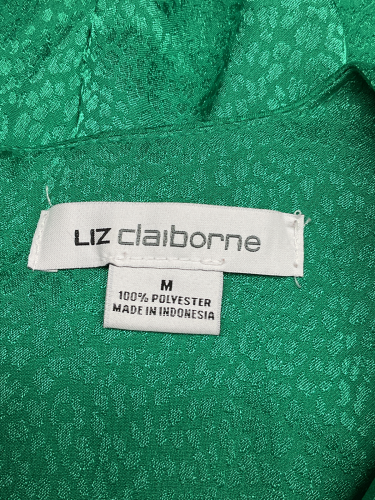 LIZ claiborne
M
100% POLYESTER
MADE IN INDONESIA